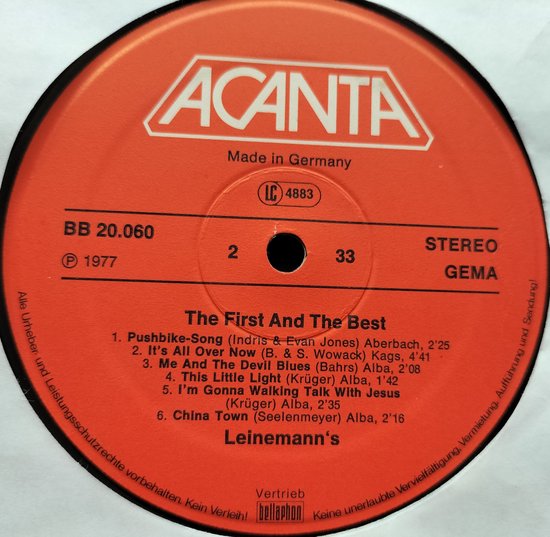 ACANTA
Made in Germany
LC 4883
BB 20.060
2
33
STEREO
℗ 1977
GEMA
The First And The Best
1. Pushbike-Song (Indris & Evan Jones) Aberbach, 2'25
2. It's All Over Now (B. & S. Wowack) Kags, 4'41
3. Me And The Devil Blues (Bahrs) Alba, 2'08
4. This Little Light (Krüger) Alba, 1'42
5. I'm Gonna Walking Talk With Jesus
(Krüger) Alba, 2'35
6. China Town (Seelenmeyer) Alba, 2'16
Leinemann's
Vertrieb
bellaphon
Alle Urheber- und Leistungsschutzrechte vorbehalten. Kein Verleih! Keine unerlaubte Vervielfältigung, Vermietung, Aufführung und Sendung!